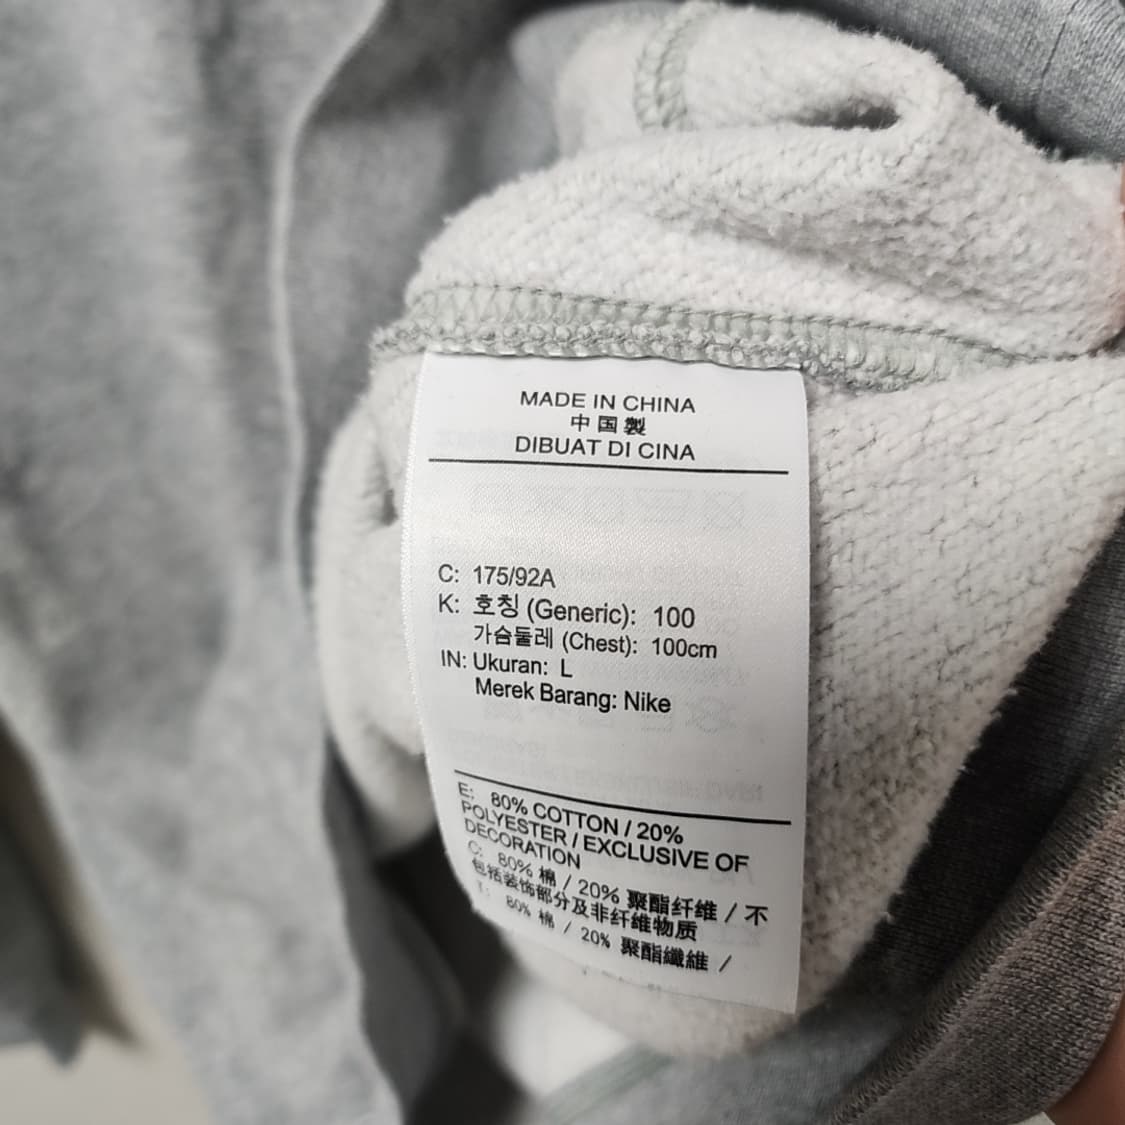 MADE IN CHINA
中国製
DIBUAT DI CINA
C: 175/92A
K: 호칭 (Generic): 100
가슴둘레 (Chest): 100cm
IN: Ukuran: L
Merek Barang: Nike
E: 80% COTTON / 20%
POLYESTER / EXCLUSIVE OF
DECORATION
C: 80% 棉 / 20% 聚酯纤维 / 不
包括装饰部分及非纤维物质
T: 80% 棉 / 20% 聚酯纖維 /